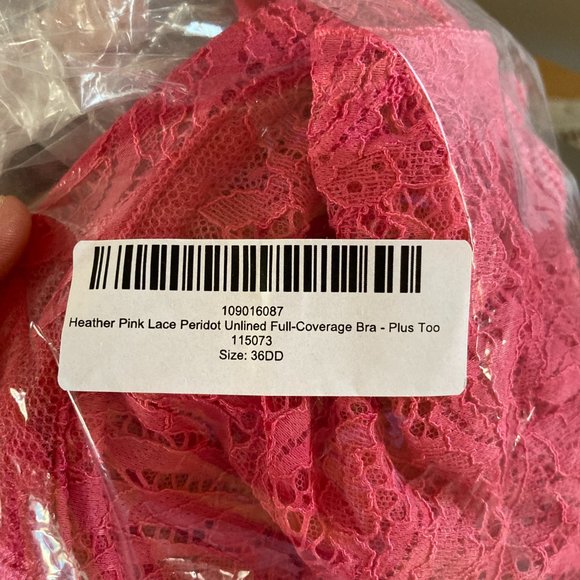 109016087
Heather Pink Lace Peridot Unlined Full-Coverage Bra - Plus Too
115073
Size: 36DD